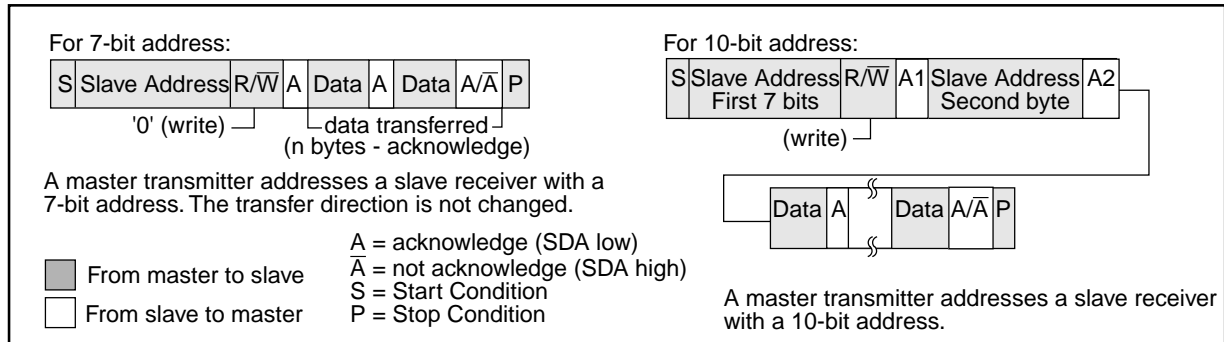 For 7-bit address:
S Slave Address R/W̅ A Data A Data A/A̅ P
'0' (write)
data transferred
(n bytes - acknowledge)
A master transmitter addresses a slave receiver with a
7-bit address. The transfer direction is not changed.
From master to slave
From slave to master
A = acknowledge (SDA low)
A̅ = not acknowledge (SDA high)
S = Start Condition
P = Stop Condition
For 10-bit address:
S Slave Address R/W̅ A1 Slave Address A2
First 7 bits Second byte
(write)
Data A Data A/A̅ P
A master transmitter addresses a slave receiver
with a 10-bit address.